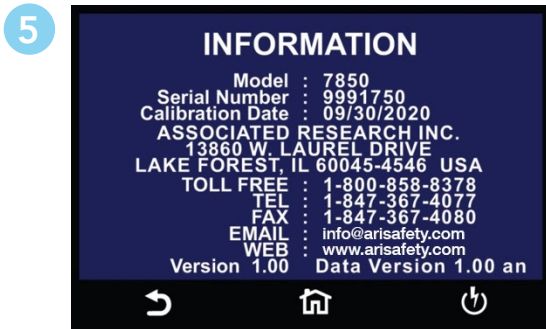 5
INFORMATION
Model : 7850
Serial Number : 9991750
Calibration Date : 09/30/2020
ASSOCIATED RESEARCH INC.
13860 W. LAUREL DRIVE
LAKE FOREST, IL 60045-4546 USA
TOLL FREE : 1-800-858-8378
TEL : 1-847-367-4077
FAX : 1-847-367-4080
EMAIL : info@arisafety.com
WEB : www.arisafety.com
Version 1.00 Data Version 1.00 an